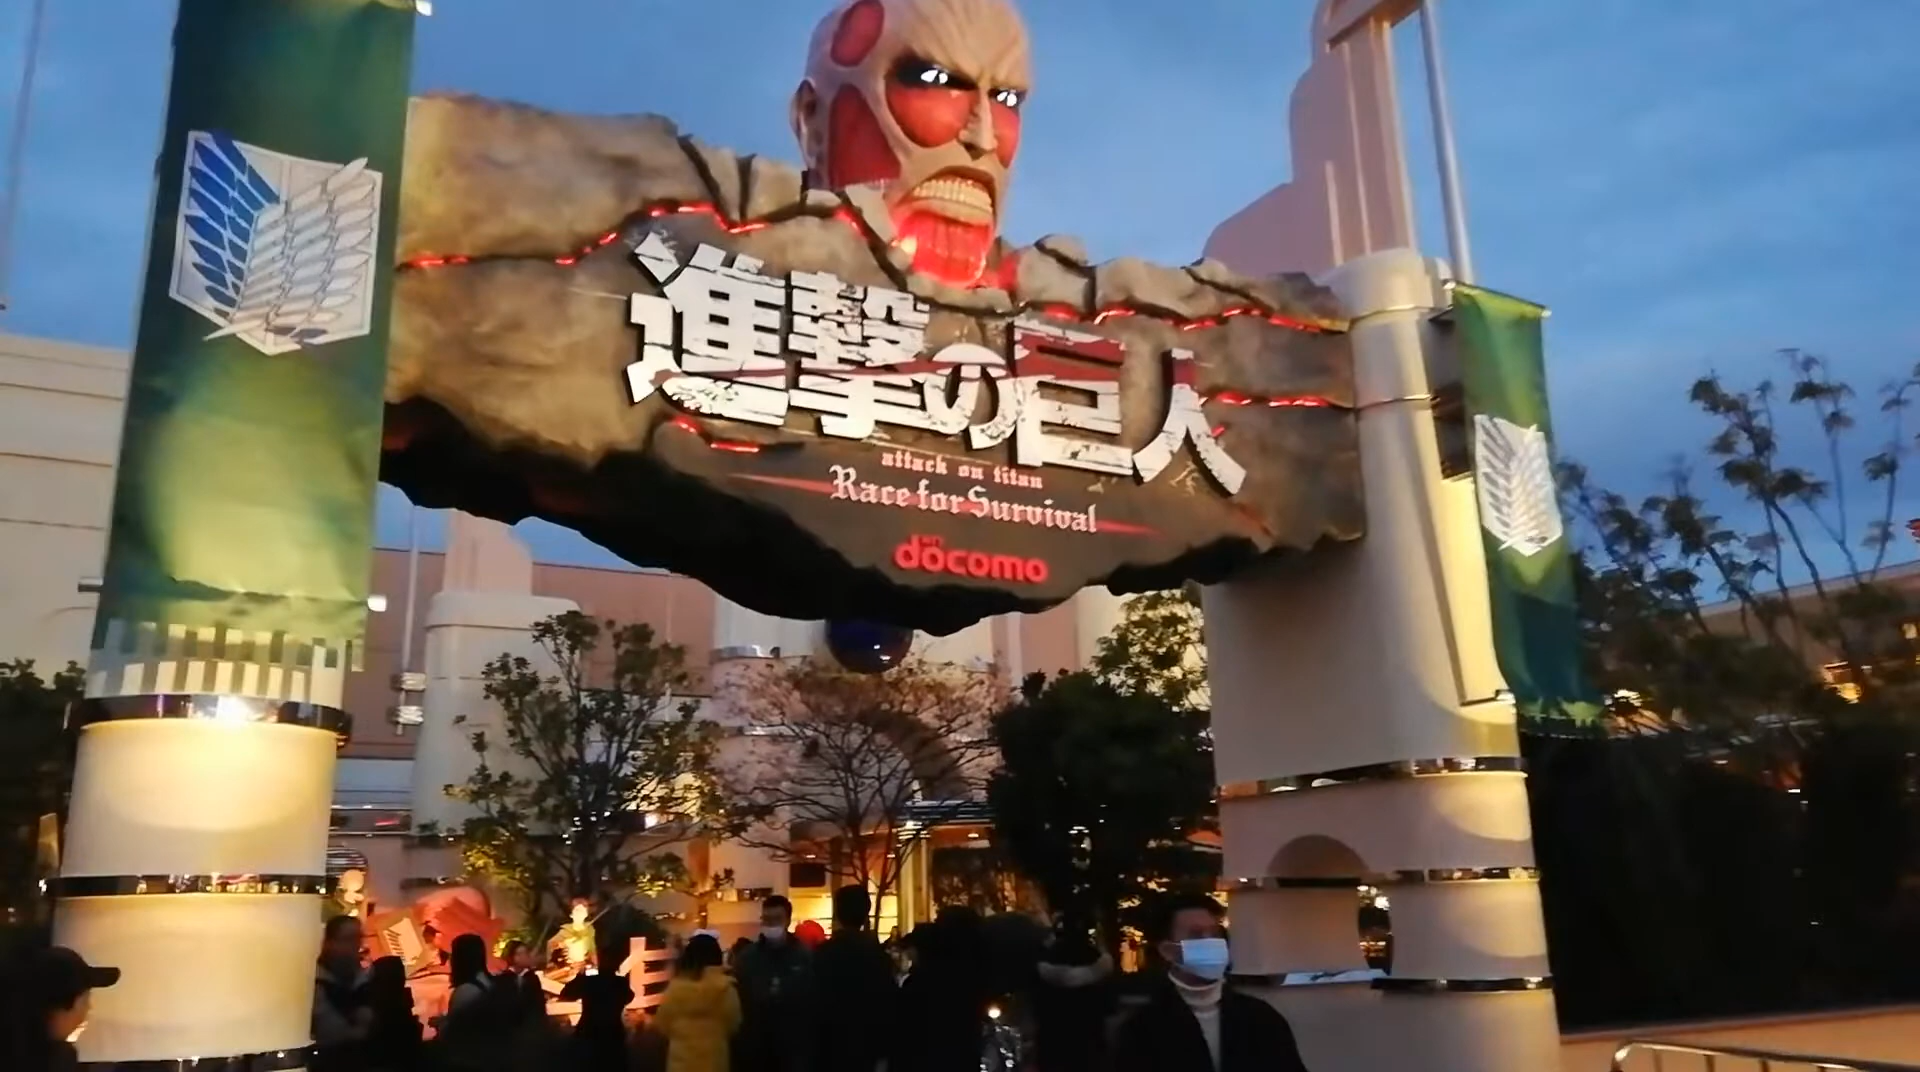 進撃の巨人
attack on titan
Race for Survival
docomo